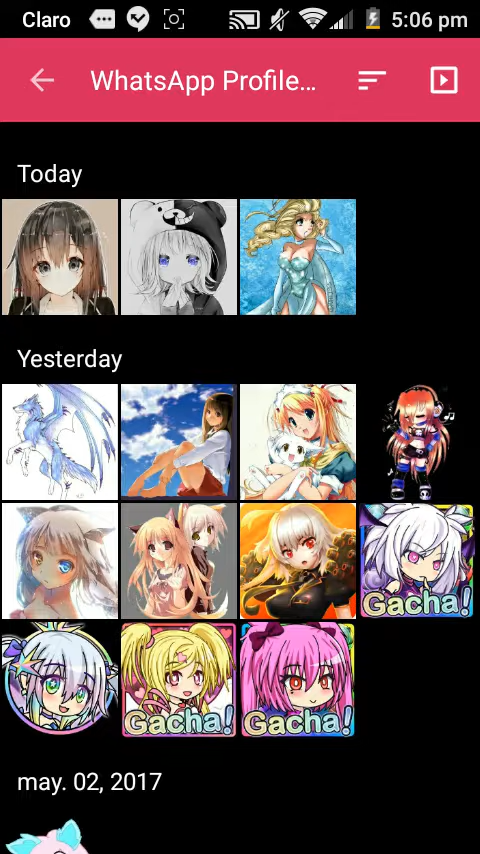 Claro 5:06 pm
WhatsApp Profile...
Today
Yesterday
Gacha!
Gacha! Gacha!
may. 02, 2017